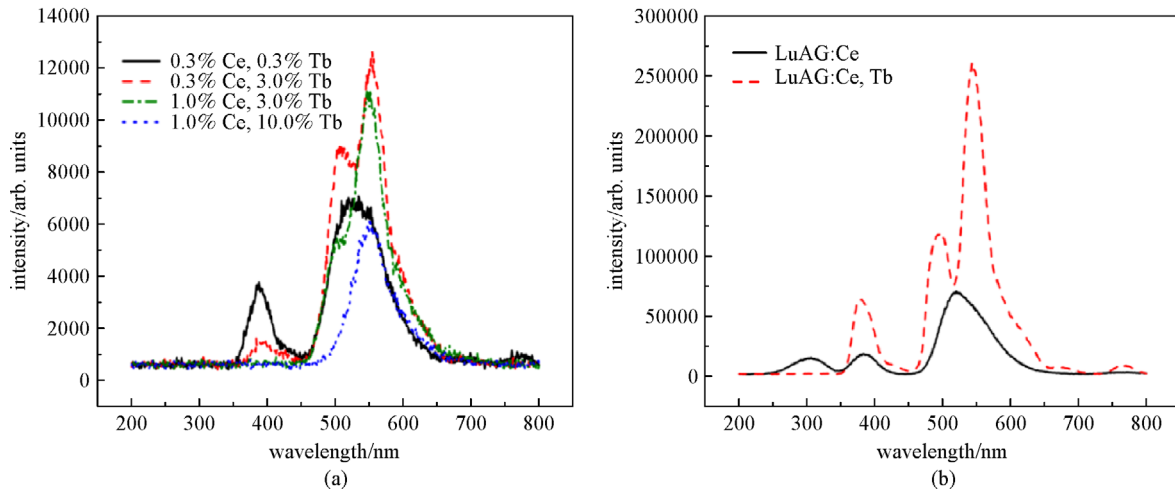 14000
12000
10000
8000
6000
4000
2000
0
intensity/arb. units
0.3% Ce, 0.3% Tb
0.3% Ce, 3.0% Tb
1.0% Ce, 3.0% Tb
1.0% Ce, 10.0% Tb
200 300 400 500 600 700 800
wavelength/nm
(a)
300000
250000
200000
150000
100000
50000
0
intensity/arb. units
LuAG:Ce
LuAG:Ce, Tb
200 300 400 500 600 700 800
wavelength/nm
(b)